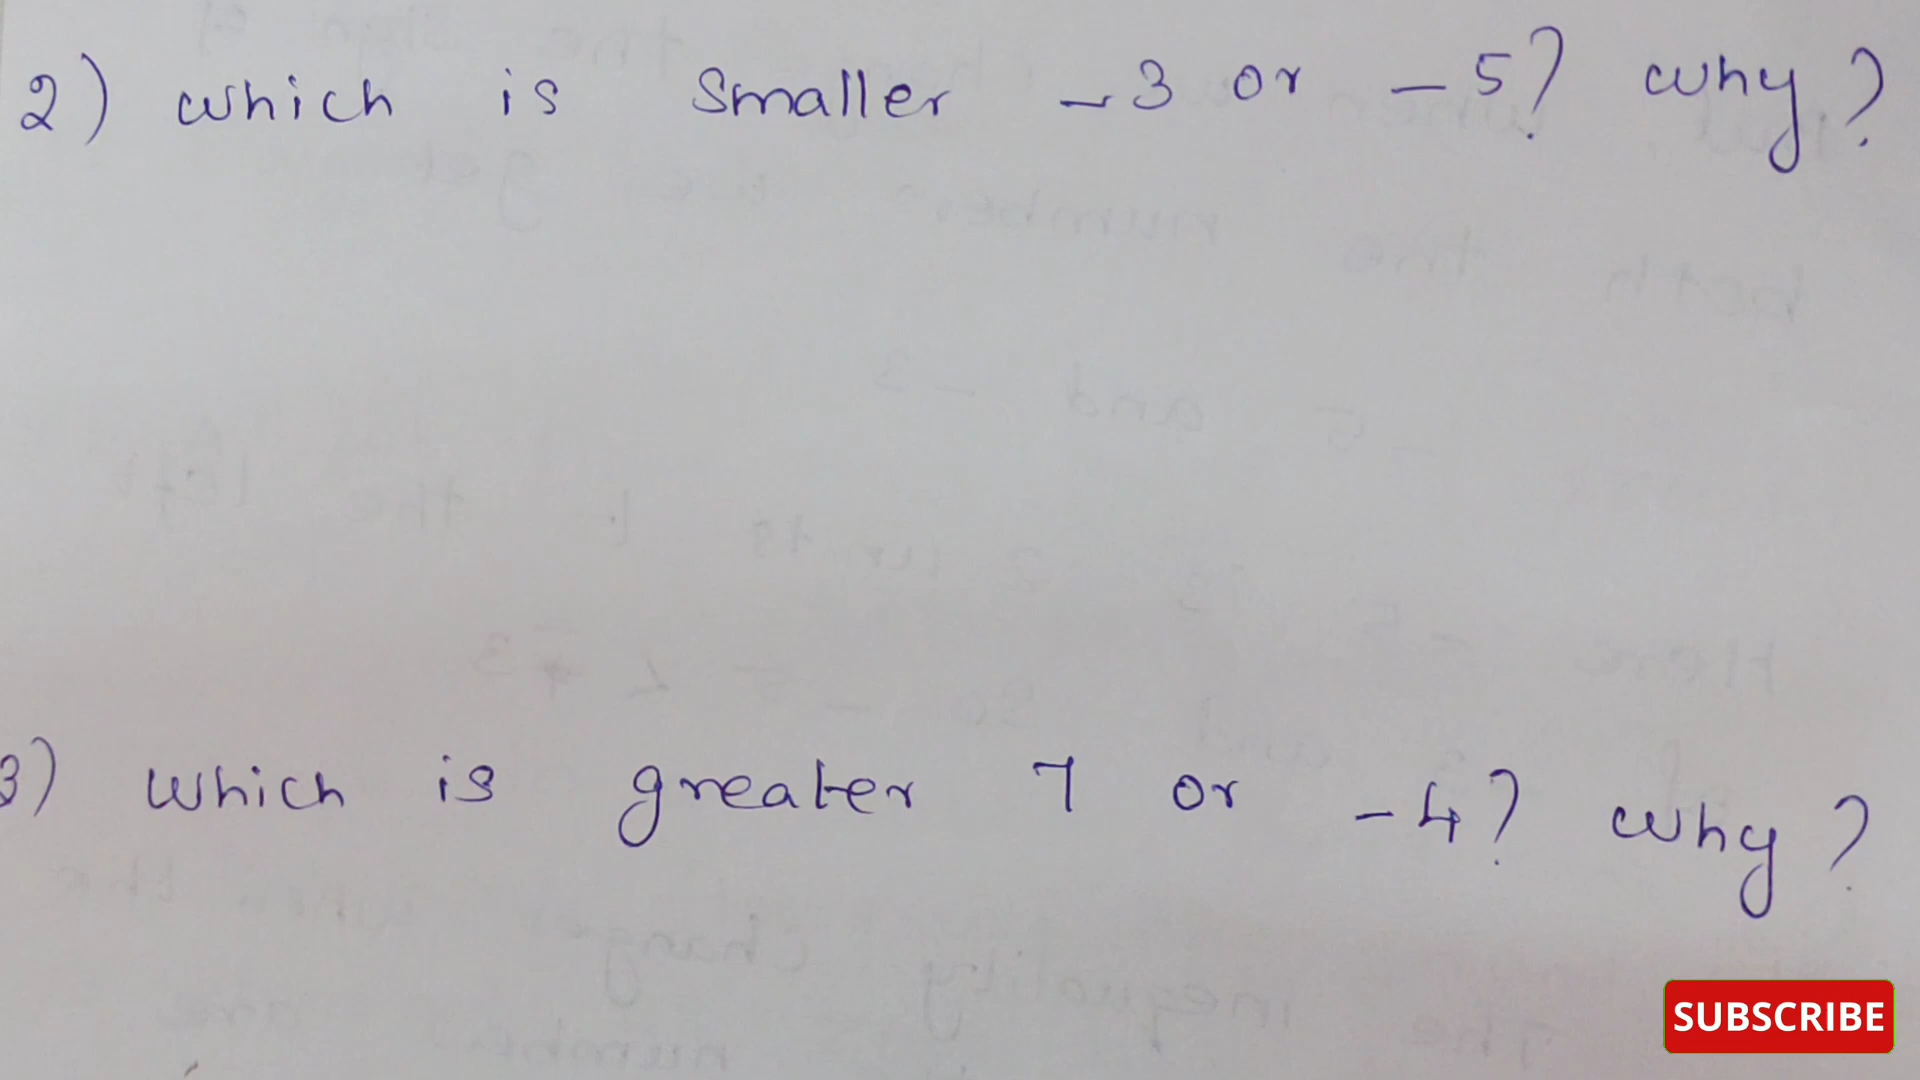 2) which is smaller -3 or -5? why?
3) which is greater 7 or -4? why?
SUBSCRIBE